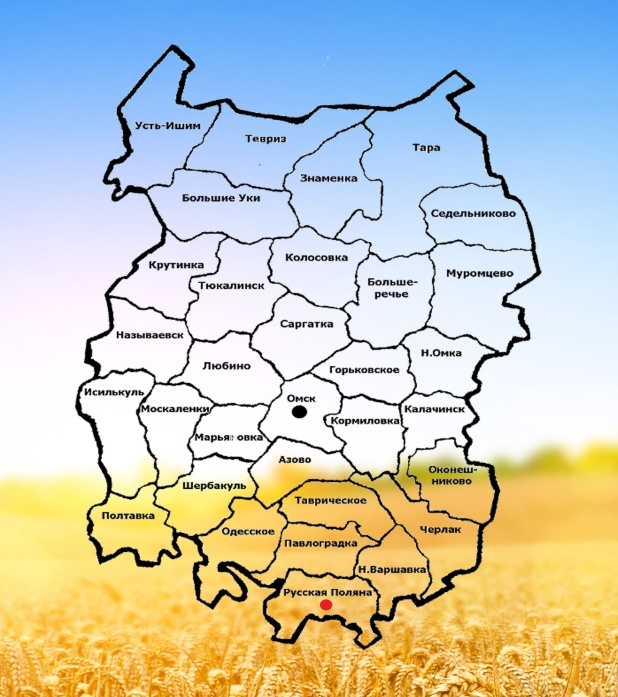 Усть-Ишим
Тевриз
Тара
Знаменка
Большие Уки
Седельниково
Колосовка
Крутинка
Тюкалинск
Больше-
речье
Муромцево
Саргатка
Называевск
Н.Омка
Любино
Горьковское
Исилькуль
Омск
Москаленки
Калачинск
Кормиловка
Азово
Оконеш-
никово
Шербакуль
Таврическое
Полтавка
Одесское
Черлак
Павлоградка
Н.Варшавка
Русская Поляна